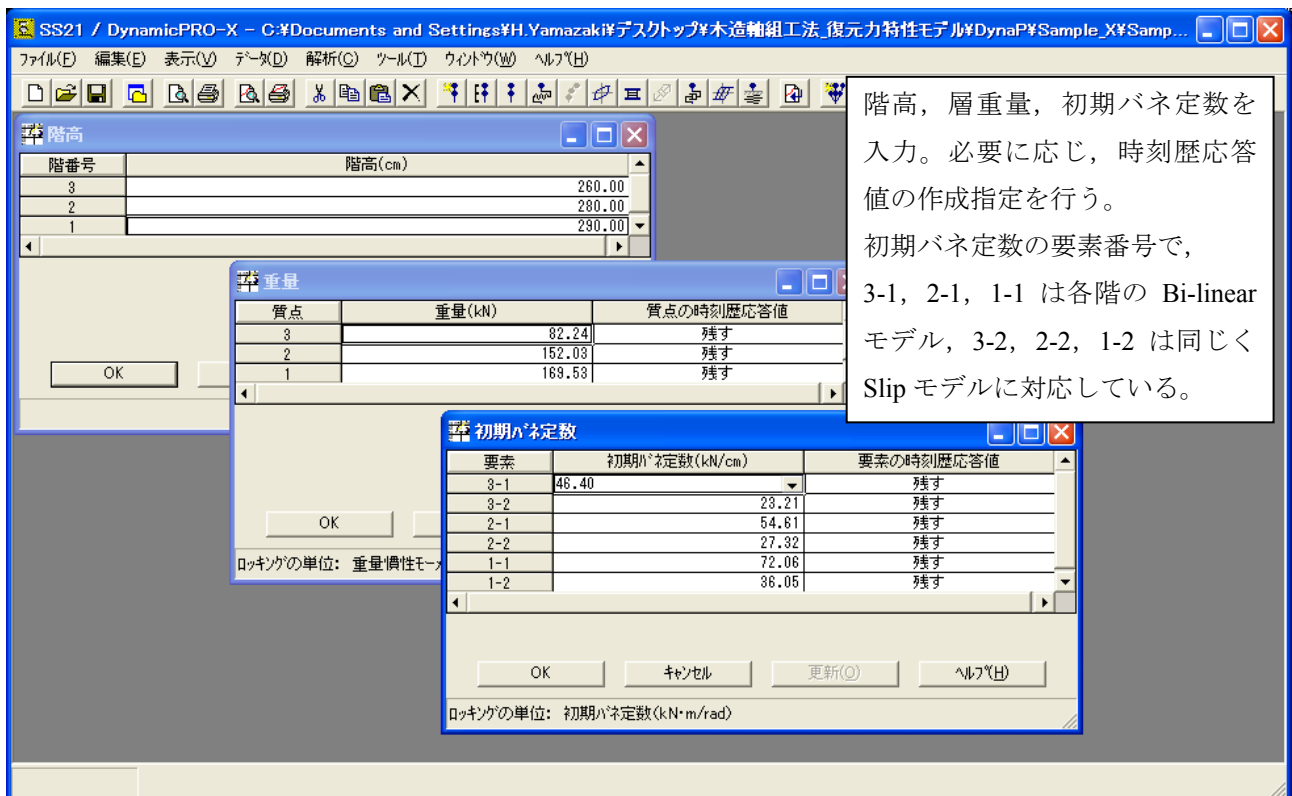 SS21 / DynamicPRO-X - C:¥Documents and Settings¥H.Yamazaki¥デスクトップ¥木造軸組工法_復元力特性モデル¥DynaP¥Sample_X¥Samp...
ファイル(F) 編集(E) 表示(V) データ(D) 解析(C) ツール(T) ウィンドウ(W) ヘルプ(H)
階高
階番号 階高(cm)
3 260.00
2 280.00
1 290.00
OK
重量
質点 重量(kN) 質点の時刻歴応答値
3 82.24 残す
2 152.03 残す
1 169.53 残す
OK
ロッキングの単位: 重量慣性モーメ
初期バネ定数
要素 初期バネ定数(kN/cm) 要素の時刻歴応答値
3-1 46.40 残す
3-2 23.21 残す
2-1 54.61 残す
2-2 27.32 残す
1-1 72.06 残す
1-2 36.05 残す
OK キャンセル 更新(O) ヘルプ(H)
ロッキングの単位: 初期バネ定数(kN・m/rad)
階高，層重量，初期バネ定数を
入力。必要に応じ，時刻歴応答
値の作成指定を行う。
初期バネ定数の要素番号で，
3-1，2-1，1-1 は各階の Bi-linear
モデル，3-2，2-2，1-2 は同じく
Slip モデルに対応している。